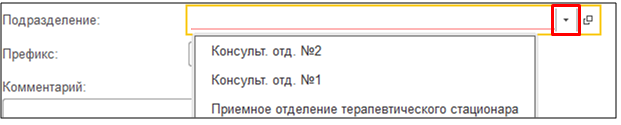 Подразделение:
Консульт. отд. №2
Префикс:
Консульт. отд. №1
Комментарий:
Приемное отделение терапевтического стационара